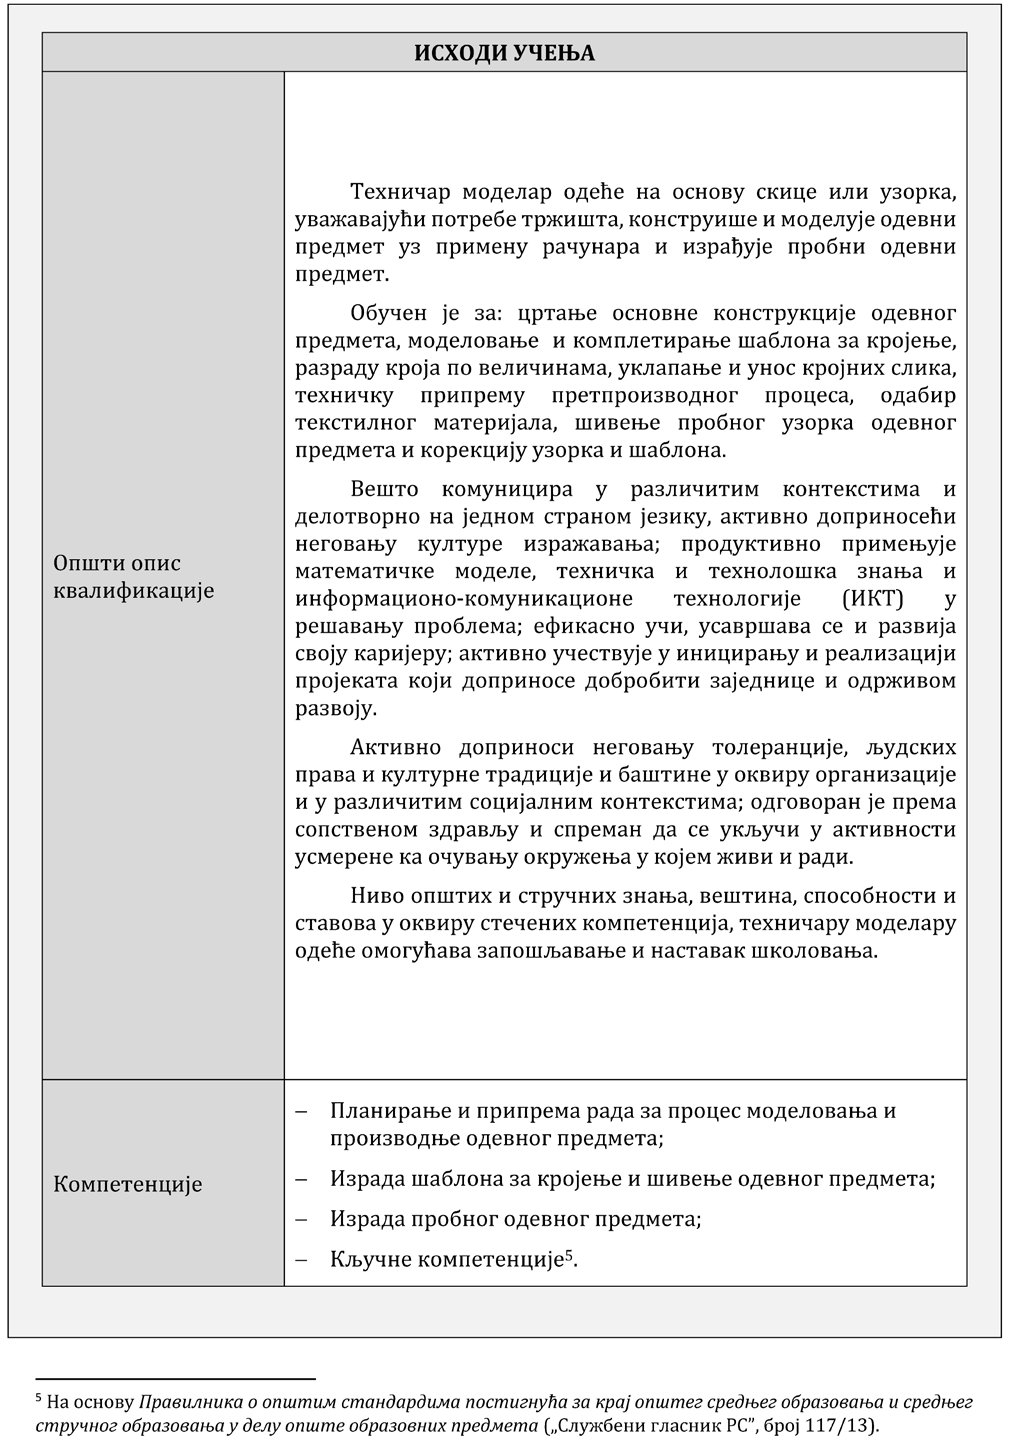 ИСХОДИ УЧЕЊА
Општи опис
квалификације
Техничар моделар одеће на основу скице или узорка,
уважавајући потребе тржишта, конструише и моделује одевни
предмет уз примену рачунара и израђује пробни одевни
предмет.
Обучен је за: цртање основне конструкције одевног
предмета, моделовање и комплетирање шаблона за кројење,
разраду кроја по величинама, уклапање и унос кројних слика,
техничку припрему претпроизводног процеса, одабир
текстилног материјала, шивење пробног узорка одевног
предмета и корекцију узорка и шаблона.
Вешто комуницира у различитим контекстима и
делотворно на једном страном језику, активно доприносећи
неговању културе изражавања; продуктивно примењује
математичке моделе, техничка и технолошка знања и
информационо-комуникационе технологије (ИКТ) у
решавању проблема; ефикасно учи, усавршава се и развија
своју каријеру; активно учествује у иницирању и реализацији
пројеката који доприносе добробити заједнице и одрживом
развоју.
Активно доприноси неговању толеранције, људских
права и културне традиције и баштине у оквиру организације
и у различитим социјалним контекстима; одговоран је према
сопственом здрављу и спреман да се укључи у активности
усмерене ка очувању окружења у којем живи и ради.
Ниво општих и стручних знања, вештина, способности и
ставова у оквиру стечених компетенција, техничару моделару
одеће омогућава запошљавање и наставак школовања.
Компетенције
– Планирање и припрема рада за процес моделовања и
производње одевног предмета;
– Израда шаблона за кројење и шивење одевног предмета;
– Израда пробног одевног предмета;
– Кључне компетенције⁵.
⁵ На основу Правилника о општим стандардима постигнућа за крај општег средњег образовања и средњег
стручног образовања у делу опште образовних предмета („Службени гласник РС”, број 117/13).